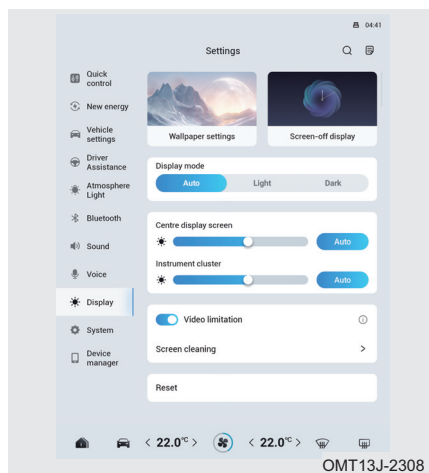 04:41
Settings
Quick
control
New energy
Vehicle
settings
Driver
Assistance
Atmosphere
Light
Bluetooth
Sound
Voice
Display
System
Device
manager
Wallpaper settings
Screen-off display
Display mode
Auto
Light
Dark
Centre display screen
Auto
Instrument cluster
Auto
Video limitation
Screen cleaning
Reset
< 22.0°C >
< 22.0°C >
OMT13J-2308